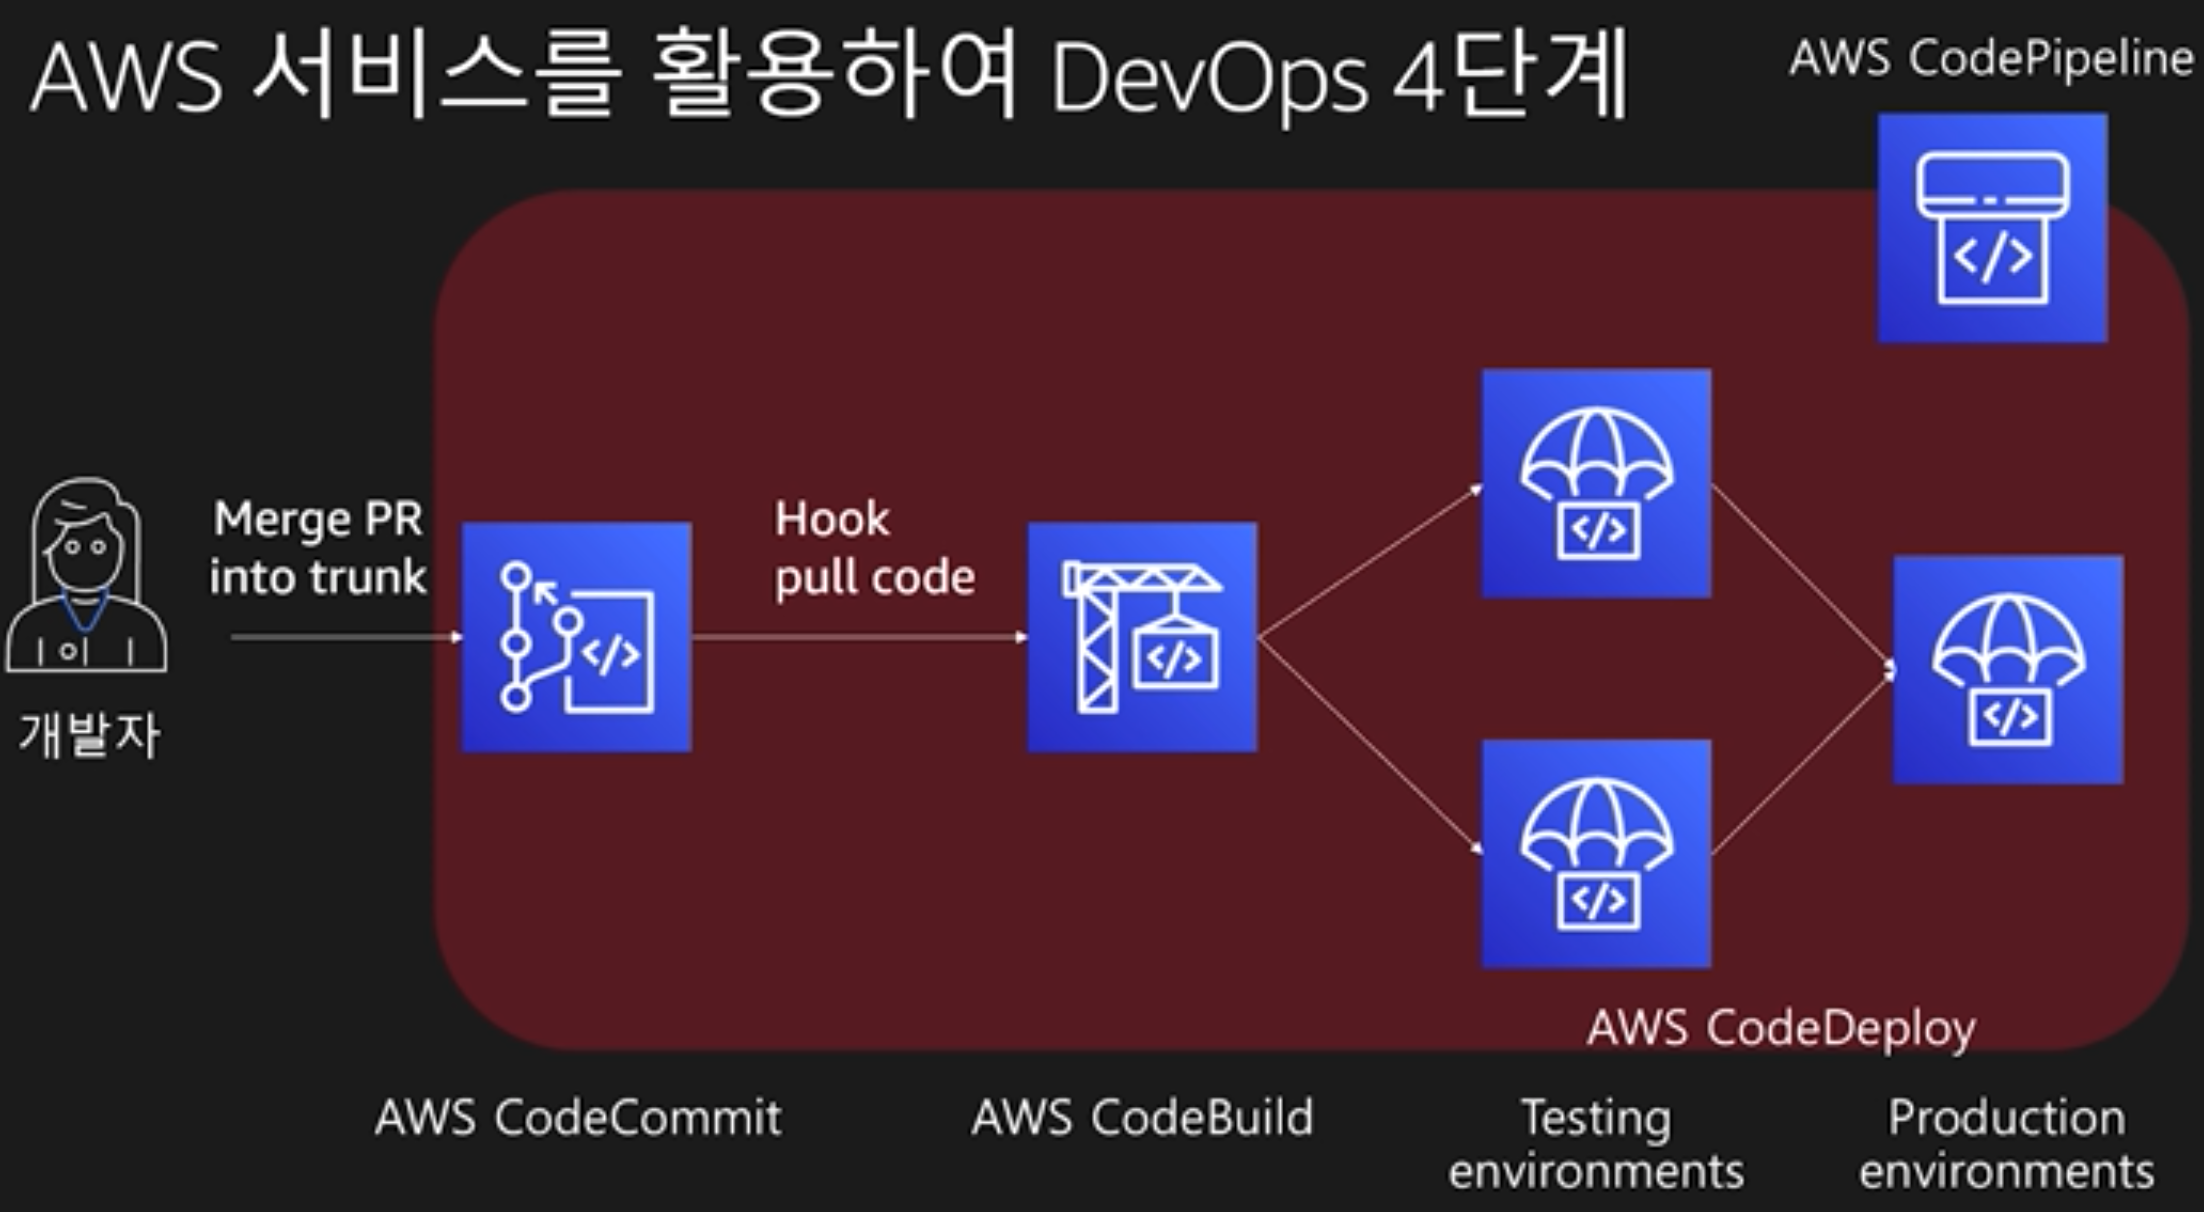 AWS 서비스를 활용하여 DevOps 4단계
AWS CodePipeline
Merge PR
into trunk
Hook
pull code
</>
</>
</>
</>
</>
</>
개발자
AWS CodeDeploy
AWS CodeCommit
AWS CodeBuild
Testing
environments
Production
environments